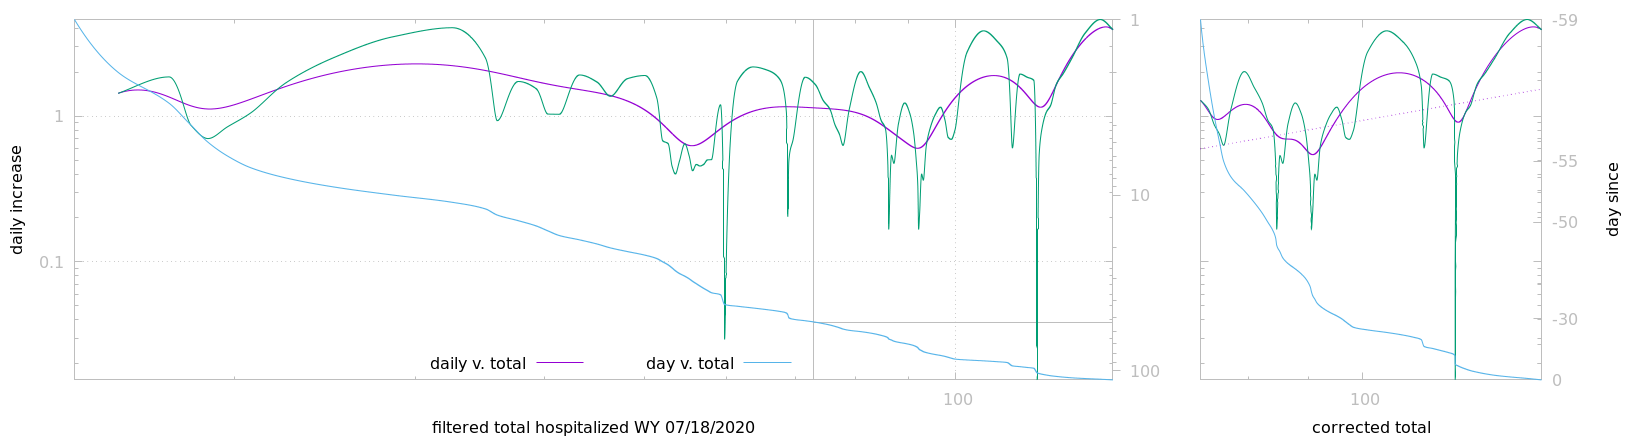 daily increase
1
0.1
daily v. total
day v. total
1
10
100
100
filtered total hospitalized WY 07/18/2020
-59
-55
-50
-30
0
day since
100
corrected total